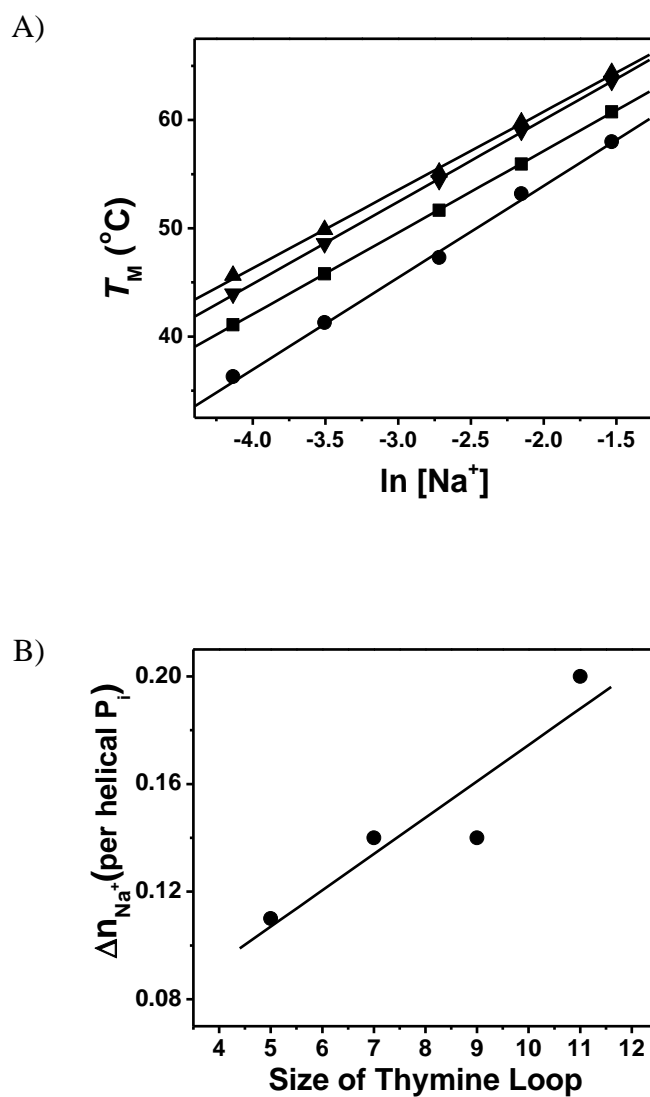 A)
60
50
40
T_M (°C)
-4.0 -3.5 -3.0 -2.5 -2.0 -1.5
ln [Na⁺]
B)
0.20
0.16
0.12
0.08
Δn_Na⁺(per helical P_i)
4 5 6 7 8 9 10 11 12
Size of Thymine Loop